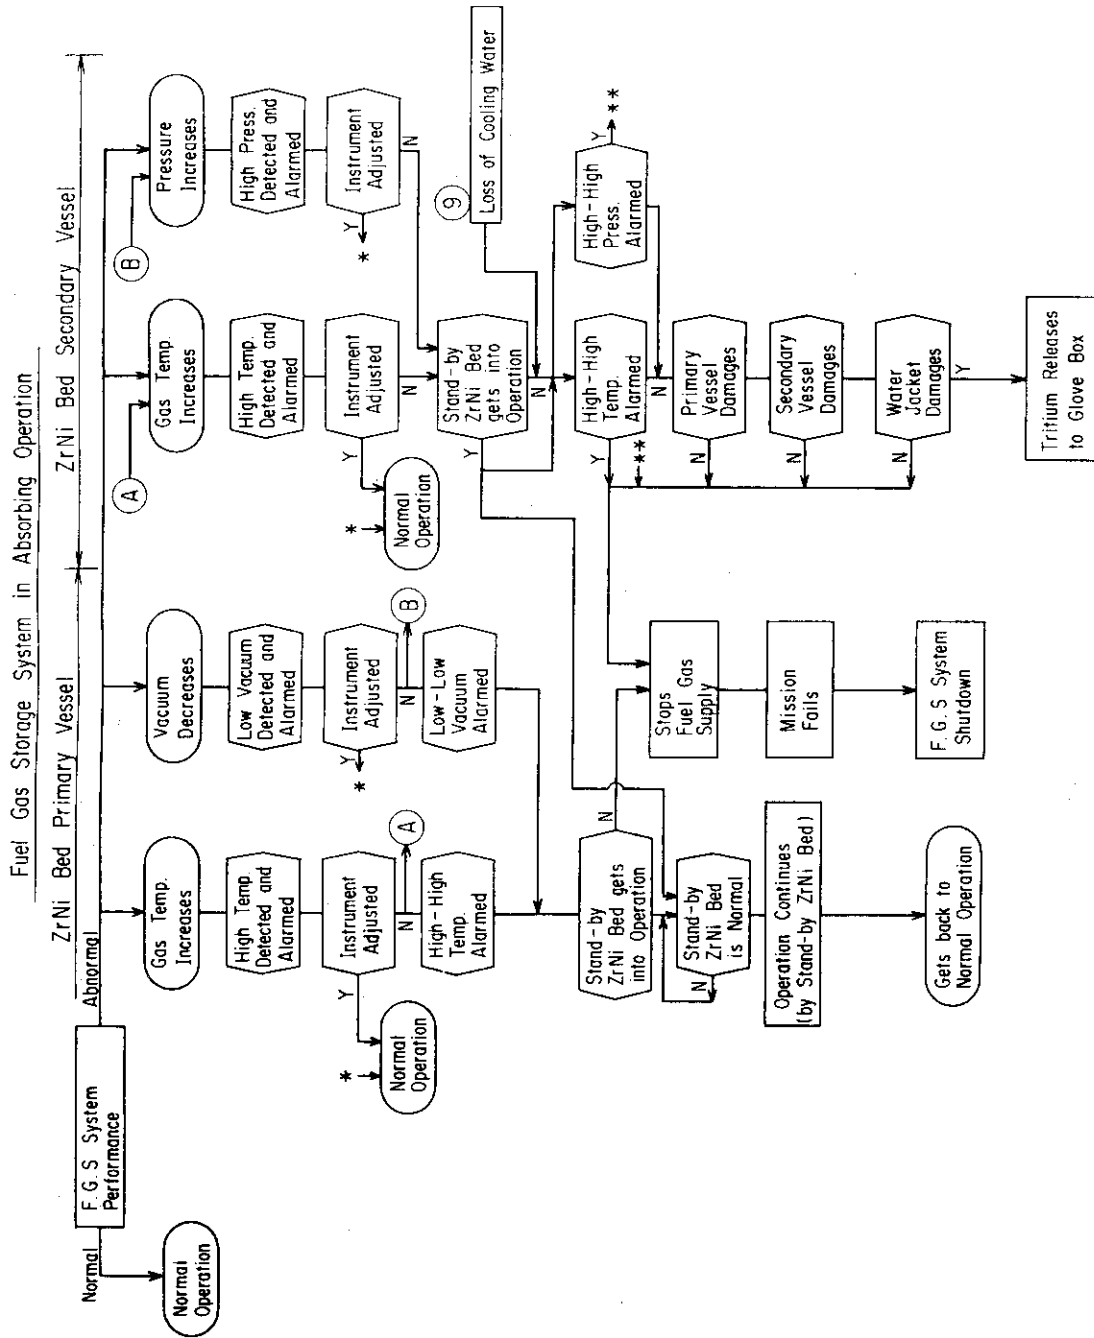 Fuel Gas Storage System in Absorbing Operation
ZrNi Bed Primary Vessel
ZrNi Bed Secondary Vessel
Normal
F.G.S System
Performance
Abnormal
Normal
Operation
Gas Temp.
Increases
High Temp.
Detected and
Alarmed
Instrument
Adjusted
Y
N
A
*
Normal
Operation
High-High
Temp.
Alarmed
Vacuum
Decreases
Low Vacuum
Detected and
Alarmed
Instrument
Adjusted
Y
*
N
B
Low-Low
Vacuum
Alarmed
A
Gas Temp.
Increases
High Temp.
Detected and
Alarmed
Instrument
Adjusted
Y
N
*
Normal
Operation
B
Pressure
Increases
High Press.
Detected and
Alarmed
Instrument
Adjusted
Y
*
N
Stand-by
ZrNi Bed
gets into
Operation
Y
N
9
Loss of Cooling Water
High-High
Temp.
Alarmed
Y
N
**
High-High
Press.
Alarmed
Y
**
N
Primary
Vessel
Damages
N
Secondary
Vessel
Damages
N
Water
Jacket
Damages
N
Y
Tritium Releases
to Glove Box
Stand-by
ZrNi Bed gets
into Operation
N
Stand-by
ZrNi Bed
is Normal
N
Operation Continues
(by Stand-by ZrNi Bed)
Gets back to
Normal Operation
Stops
Fuel Gas
Supply
Mission
Fails
F.G.S System
Shutdown